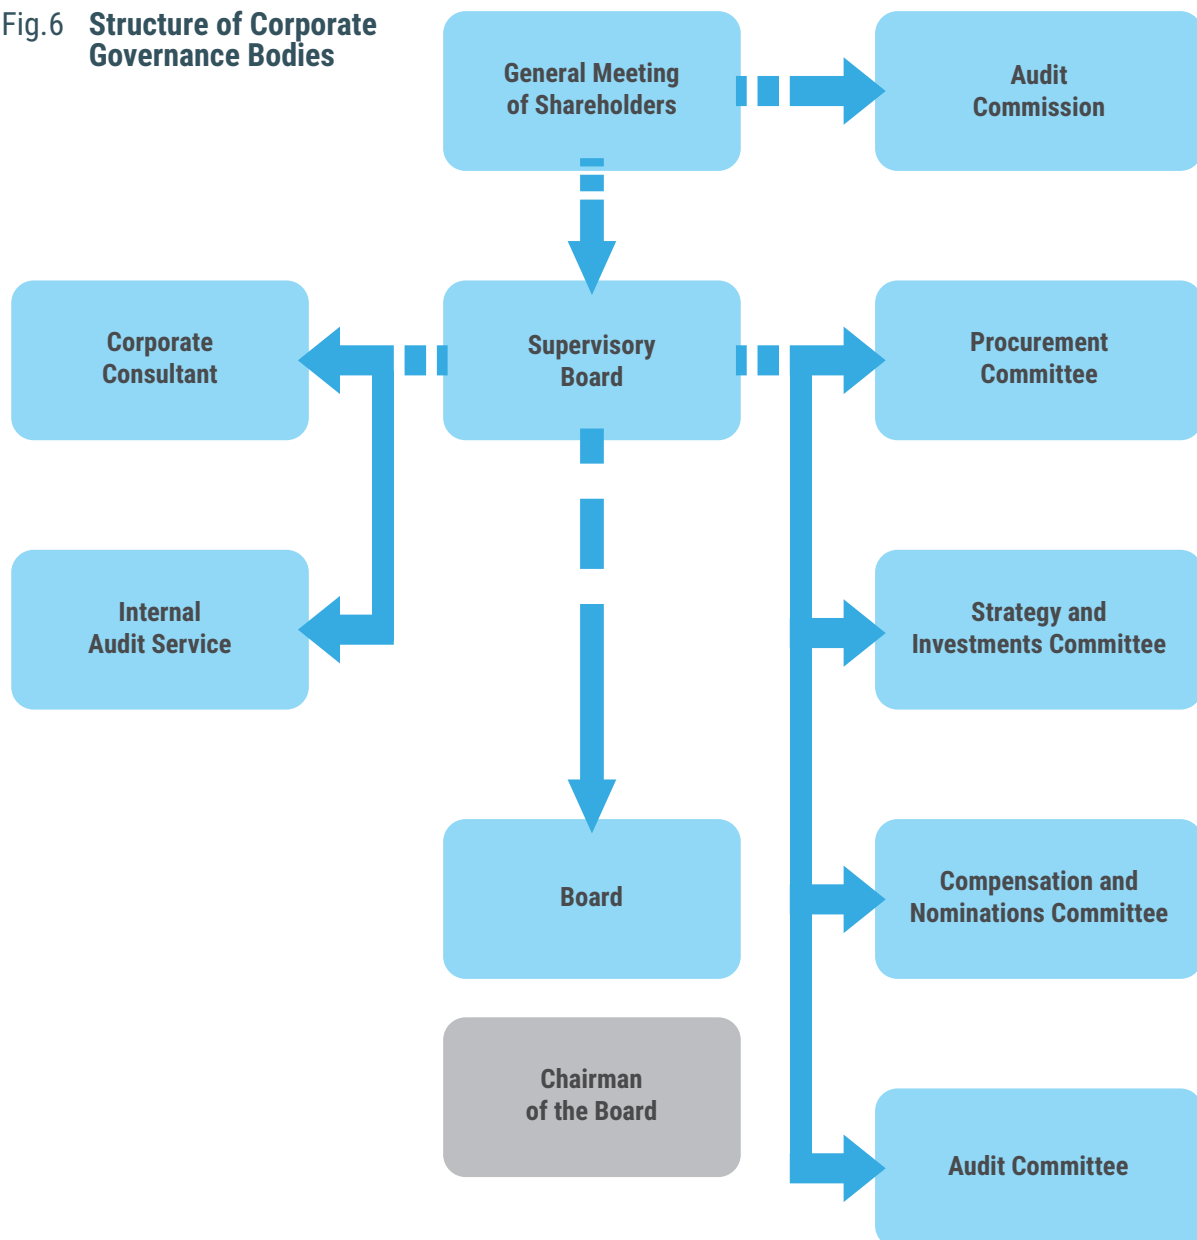 Fig.6 Structure of Corporate
Governance Bodies
General Meeting
of Shareholders
Audit
Commission
Corporate
Consultant
Supervisory
Board
Procurement
Committee
Internal
Audit Service
Strategy and
Investments Committee
Board
Compensation and
Nominations Committee
Chairman
of the Board
Audit Committee